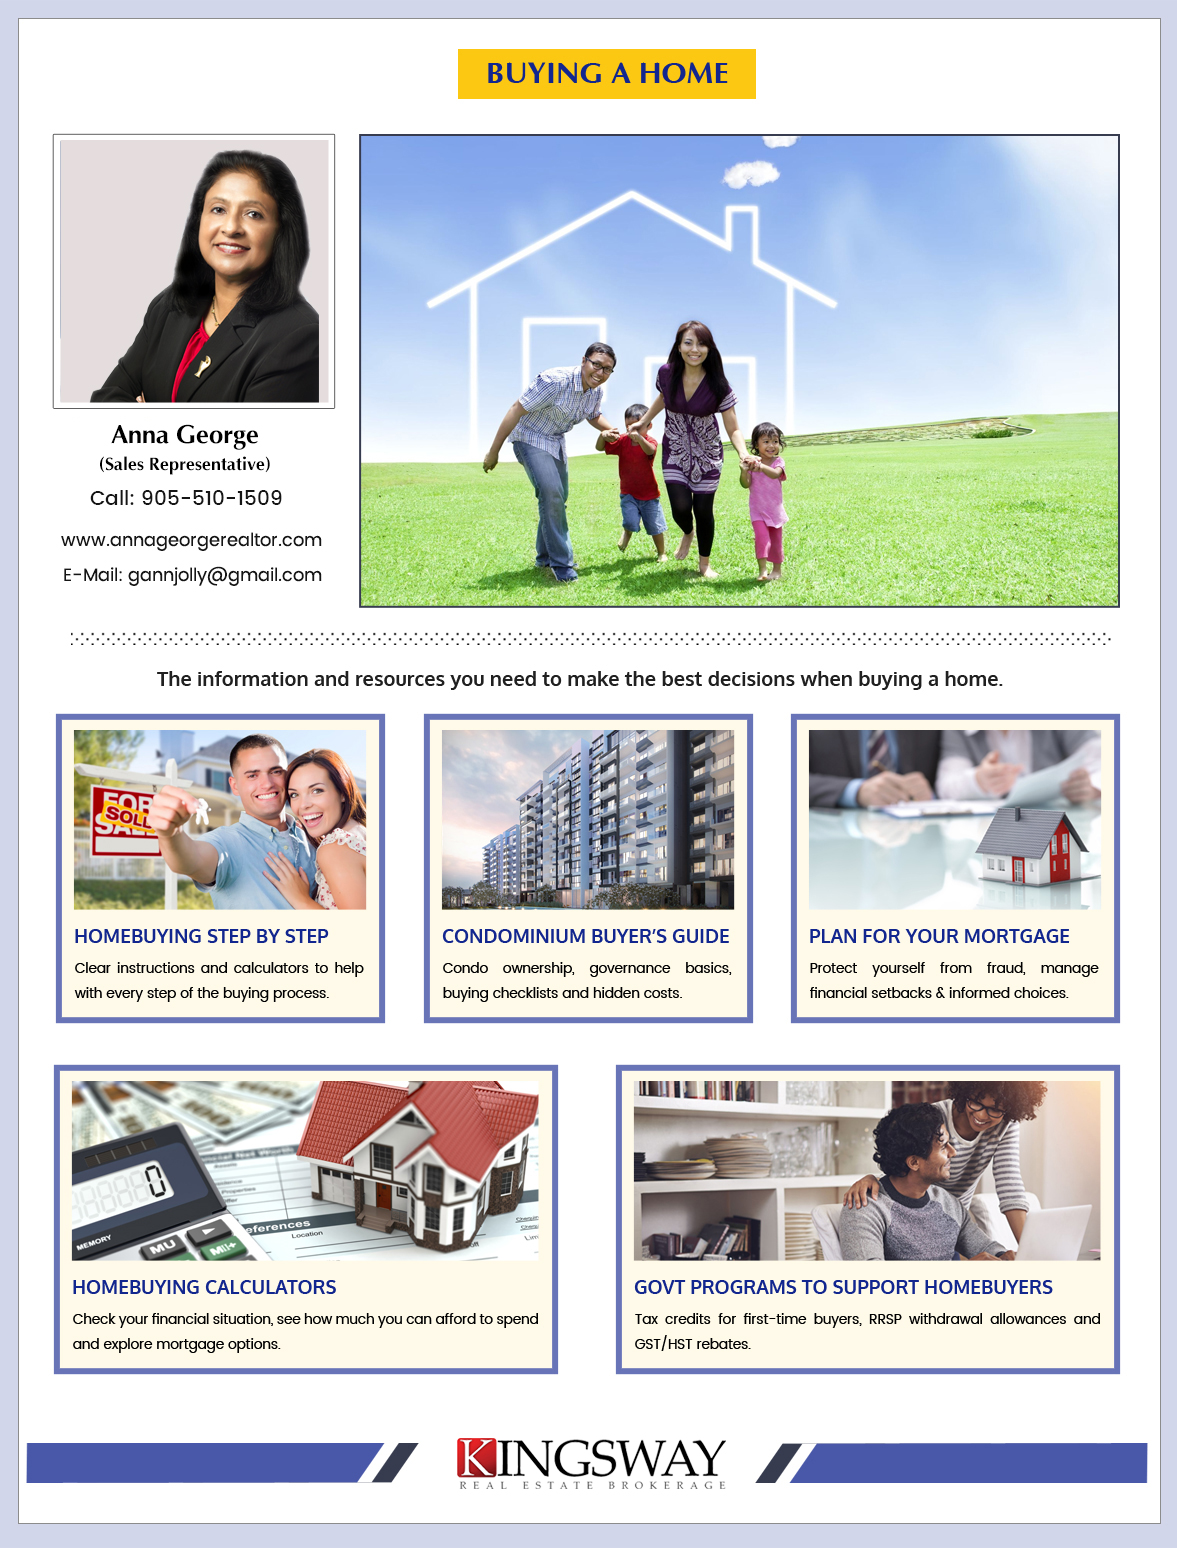 BUYING A HOME
Anna George
(Sales Representative)
Call: 905-510-1509
www.annageorgerealtor.com
E-Mail: gannjolly@gmail.com
The information and resources you need to make the best decisions when buying a home.
FOR
SOLD
SALE
HOMEBUYING STEP BY STEP
Clear instructions and calculators to help
with every step of the buying process.
CONDOMINIUM BUYER'S GUIDE
Condo ownership, governance basics,
buying checklists and hidden costs.
PLAN FOR YOUR MORTGAGE
Protect yourself from fraud, manage
financial setbacks & informed choices.
0
MEMORY
MU
MII+
eferences
Location
HOMEBUYING CALCULATORS
Check your financial situation, see how much you can afford to spend
and explore mortgage options.
GOVT PROGRAMS TO SUPPORT HOMEBUYERS
Tax credits for first-time buyers, RRSP withdrawal allowances and
GST/HST rebates.
KINGSWAY
REAL ESTATE BROKERAGE